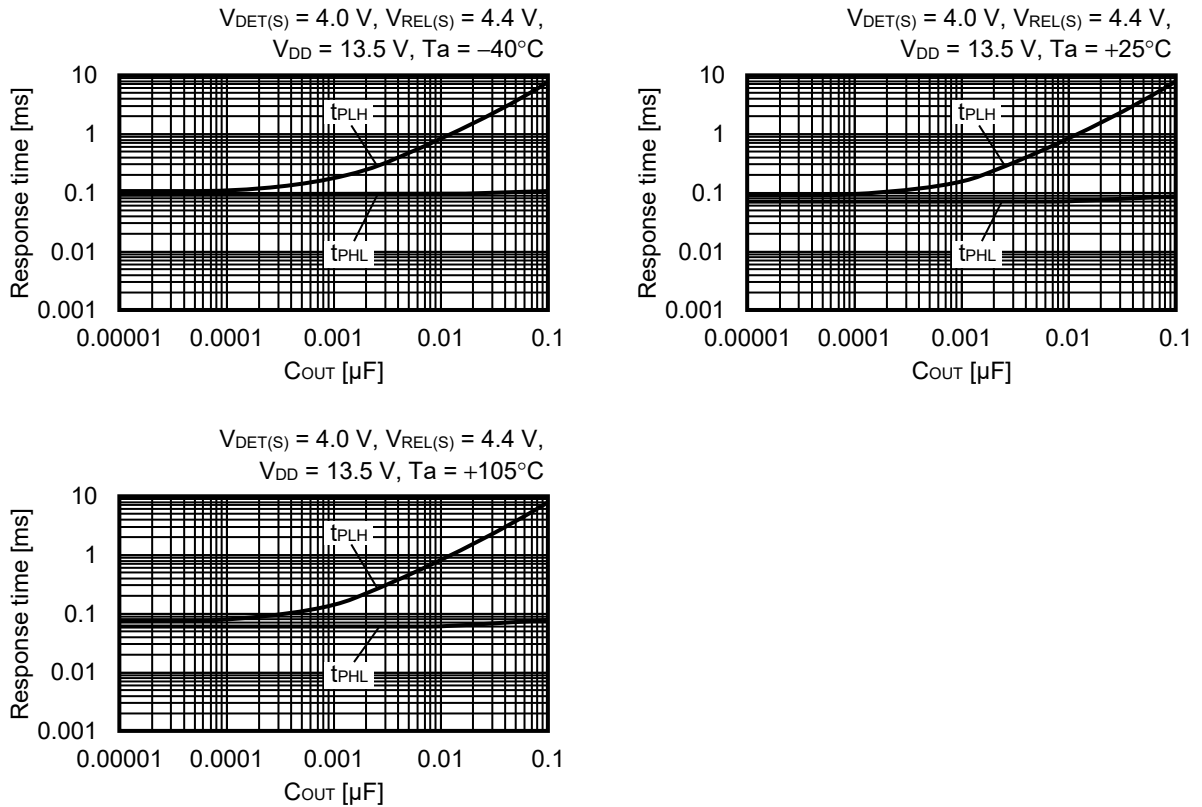 VDET(S) = 4.0 V, VREL(S) = 4.4 V,
VDD = 13.5 V, Ta = −40°C
Response time [ms]
10
1
0.1
0.01
0.001
tPLH
tPHL
0.00001 0.0001 0.001 0.01 0.1
COUT [µF]
VDET(S) = 4.0 V, VREL(S) = 4.4 V,
VDD = 13.5 V, Ta = +25°C
Response time [ms]
10
1
0.1
0.01
0.001
tPLH
tPHL
0.00001 0.0001 0.001 0.01 0.1
COUT [µF]
VDET(S) = 4.0 V, VREL(S) = 4.4 V,
VDD = 13.5 V, Ta = +105°C
Response time [ms]
10
1
0.1
0.01
0.001
tPLH
tPHL
0.00001 0.0001 0.001 0.01 0.1
COUT [µF]